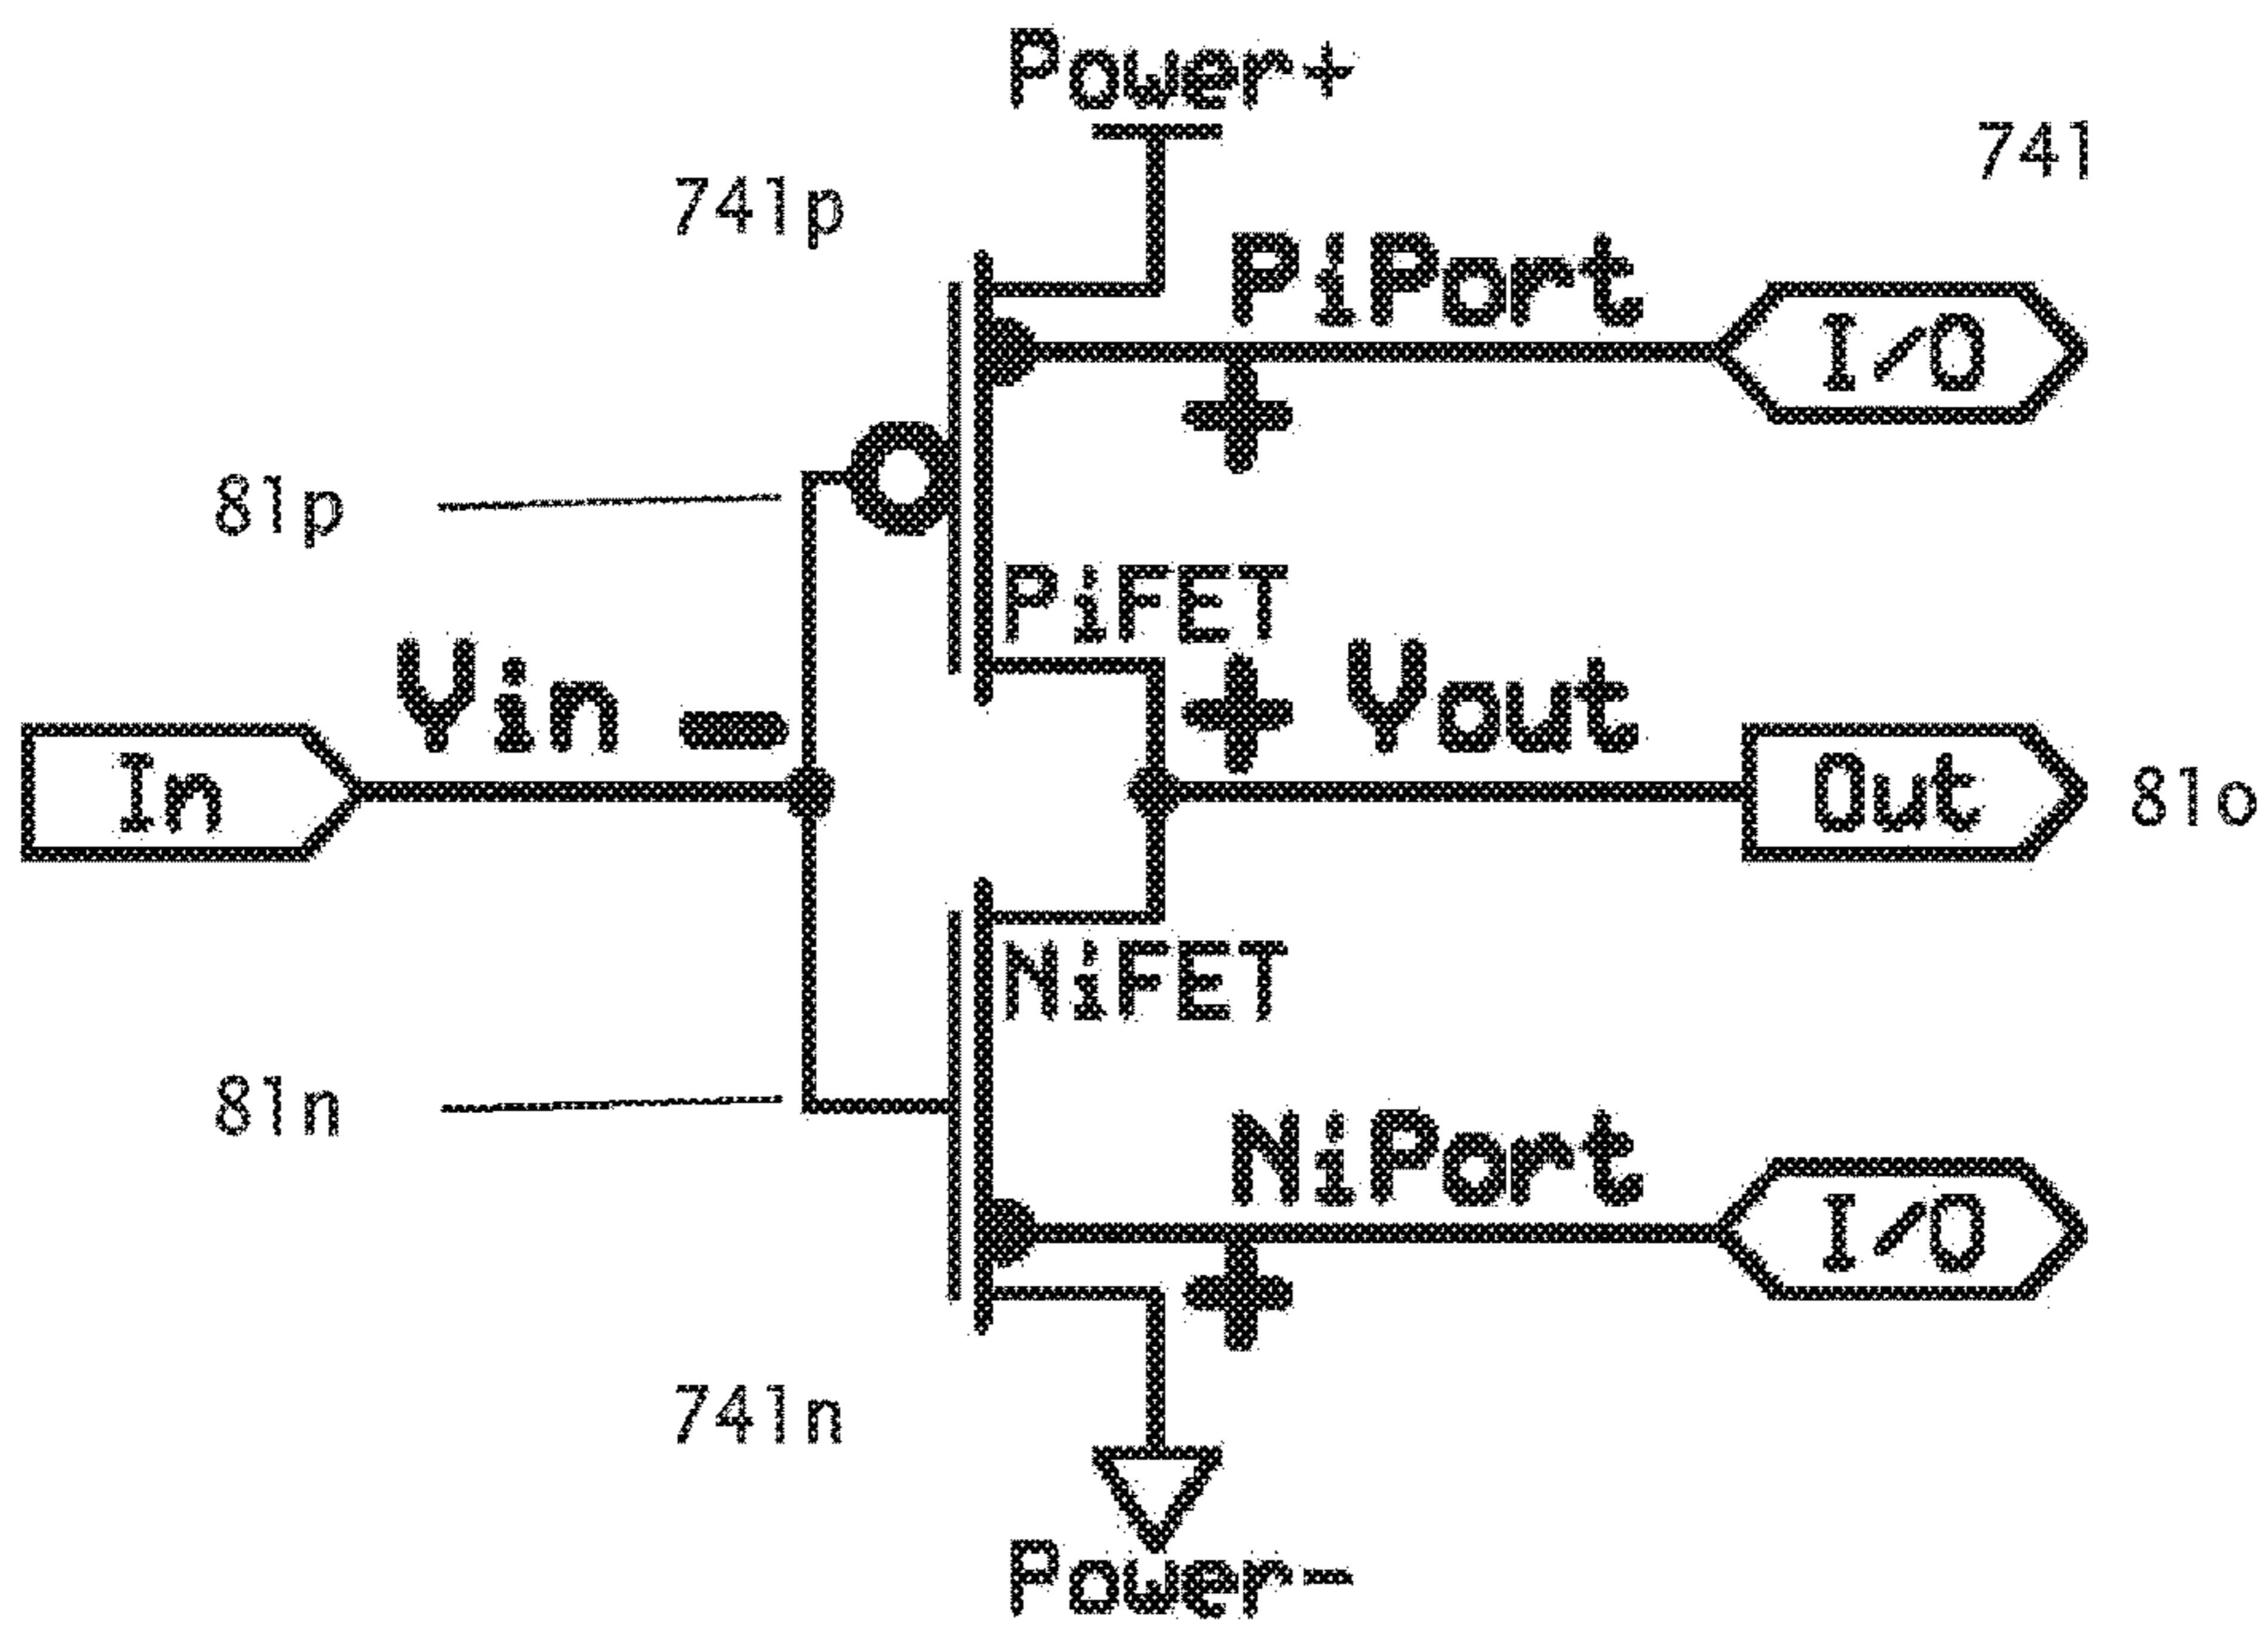 Power+
741
741p
PiPort
I/O
81p
PiFET
Vin −
+ Vout
In
Out
81o
NiFET
81n
NiPort
I/O
741n
Power-